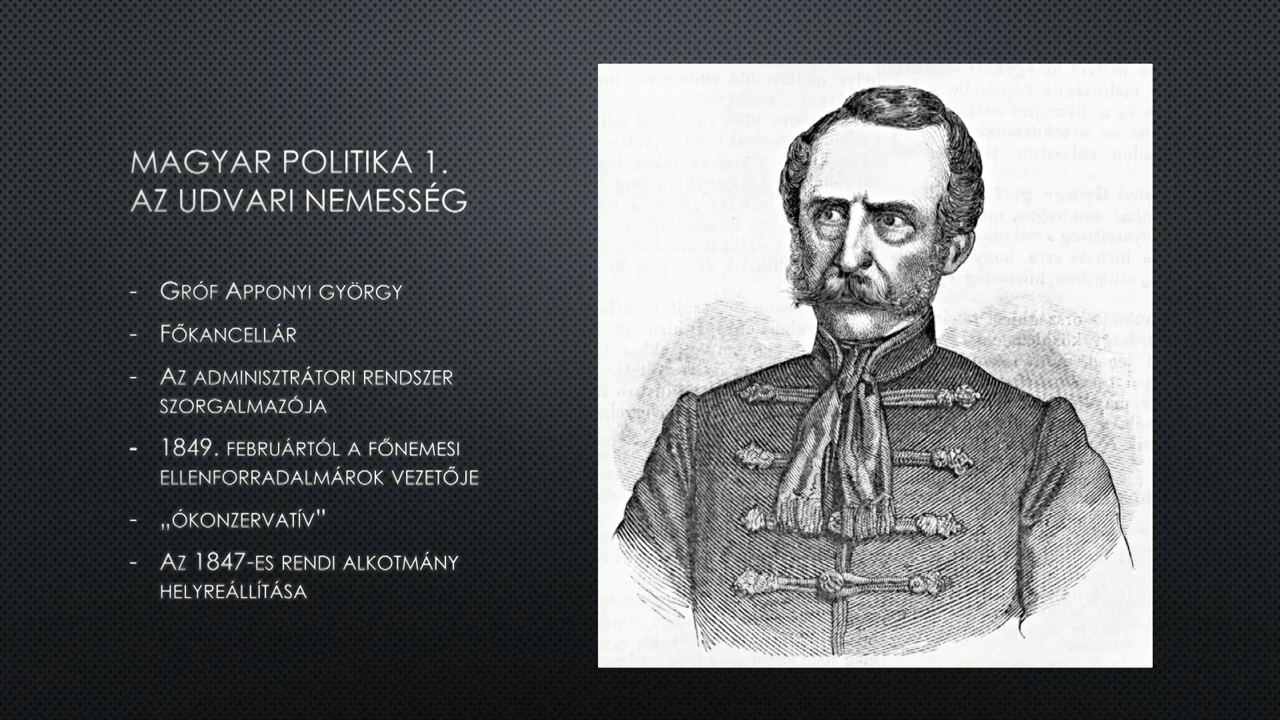 MAGYAR POLITIKA 1.
AZ UDVARI NEMESSÉG
- GRÓF APPONYI GYÖRGY
- FŐKANCELLÁR
- AZ ADMINISZTRÁTORI RENDSZER
SZORGALMAZÓJA
- 1849. FEBRUÁRTÓL A FŐNEMESI
ELLENFORRADALMÁROK VEZETŐJE
- „ÓKONZERVATÍV”
- AZ 1847-ES RENDI ALKOTMÁNY
HELYREÁLLÍTÁSA